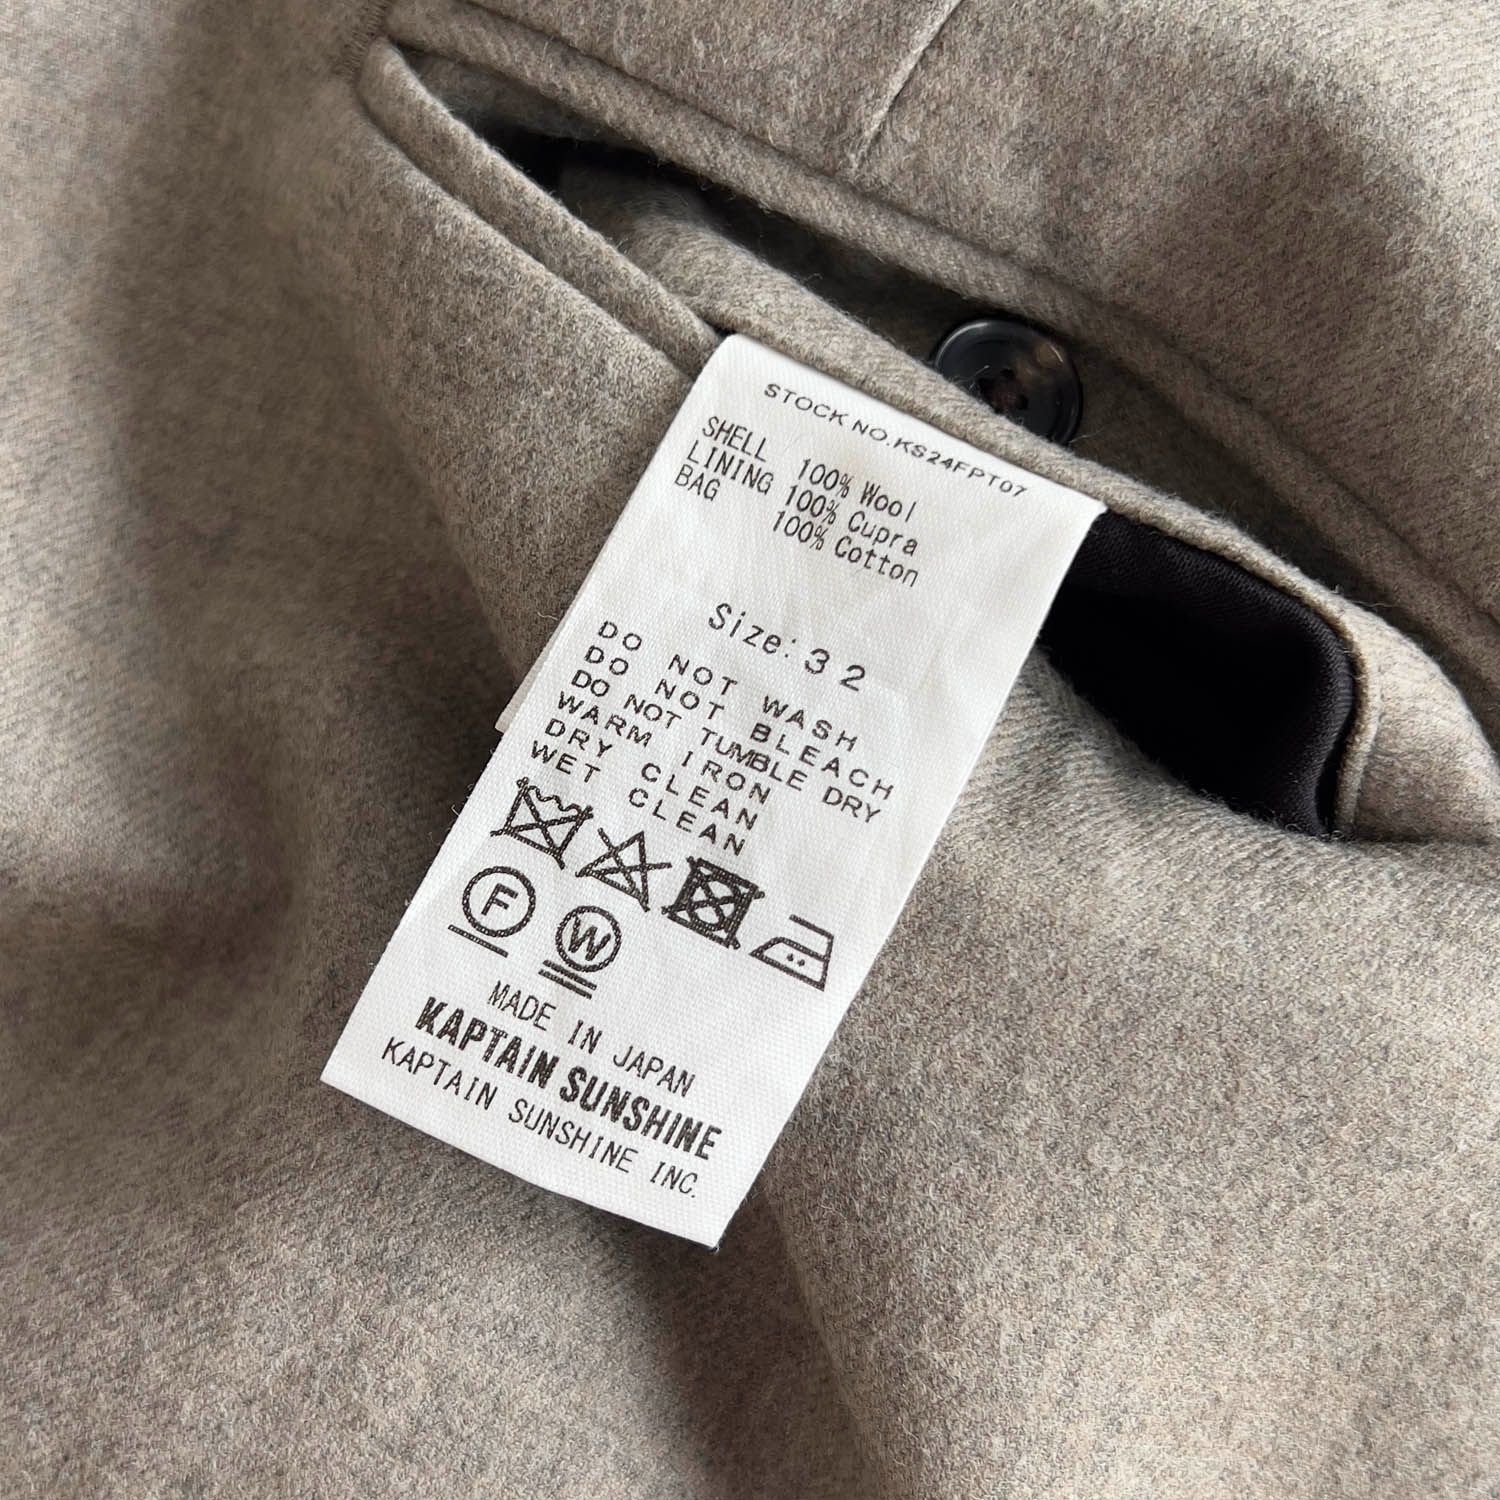 STOCK NO.KS24FPT07
SHELL 100% Wool
LINING 100% Cupra
BAG 100% Cotton
Size:32
DO NOT WASH
DO NOT BLEACH
DO NOT TUMBLE DRY
WARM IRON
DRY CLEAN
WET CLEAN
F
W
MADE IN JAPAN
KAPTAIN SUNSHINE
KAPTAIN SUNSHINE INC.